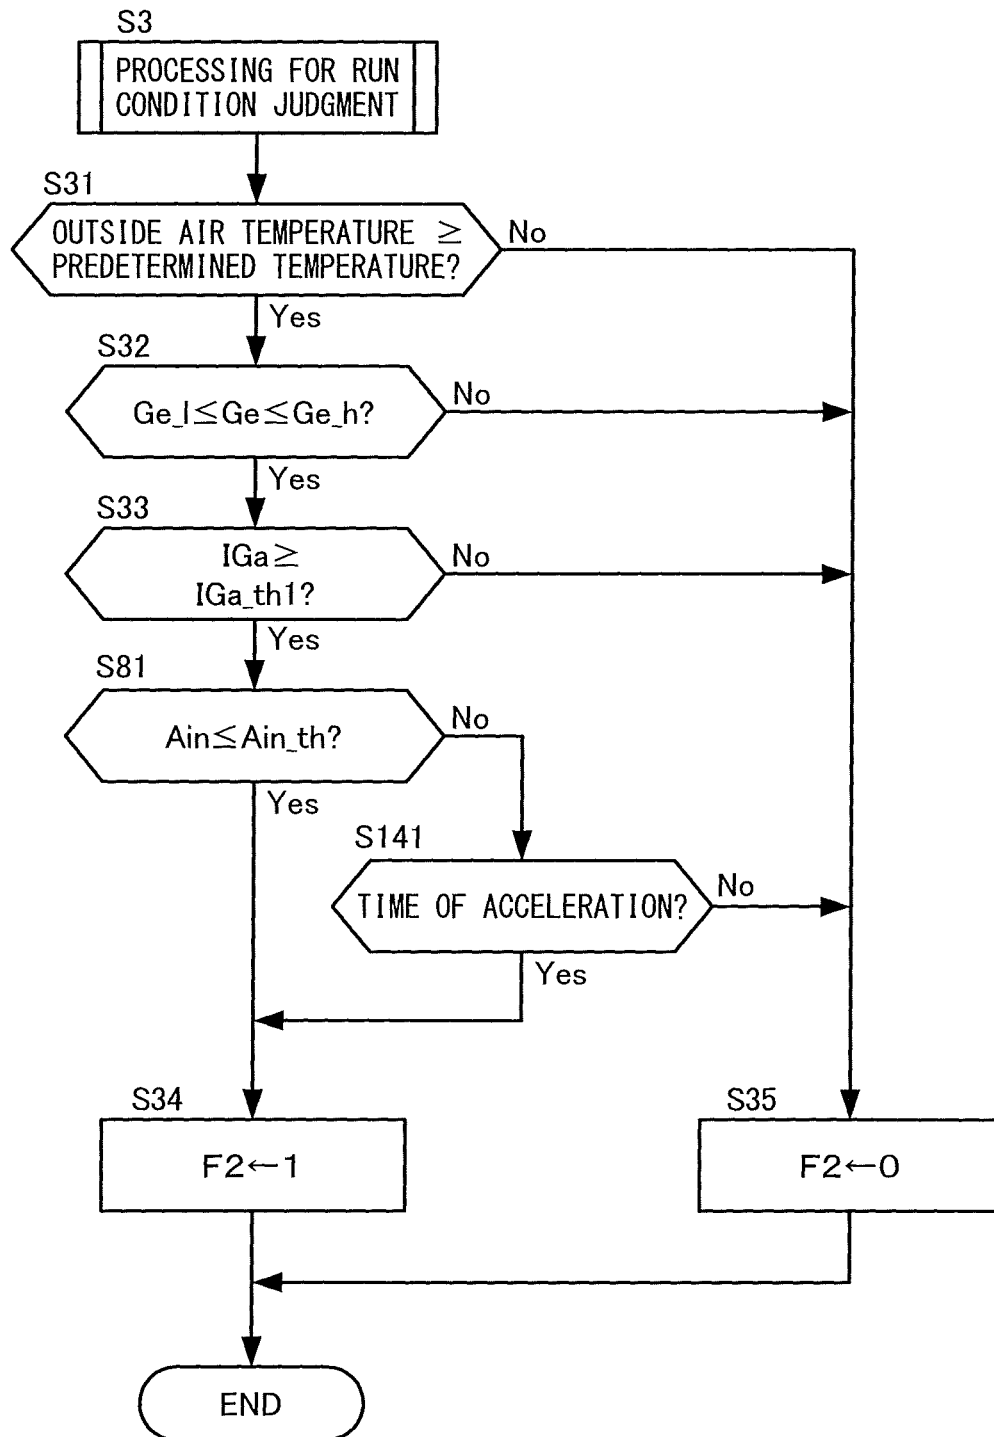 S3
PROCESSING FOR RUN
CONDITION JUDGMENT
S31
OUTSIDE AIR TEMPERATURE ≥
PREDETERMINED TEMPERATURE?
No
Yes
S32
Ge_l≤Ge≤Ge_h?
No
Yes
S33
IGa≥
IGa_th1?
No
Yes
S81
Ain≤Ain_th?
No
Yes
S141
TIME OF ACCELERATION?
No
Yes
S34
F2←1
S35
F2←0
END